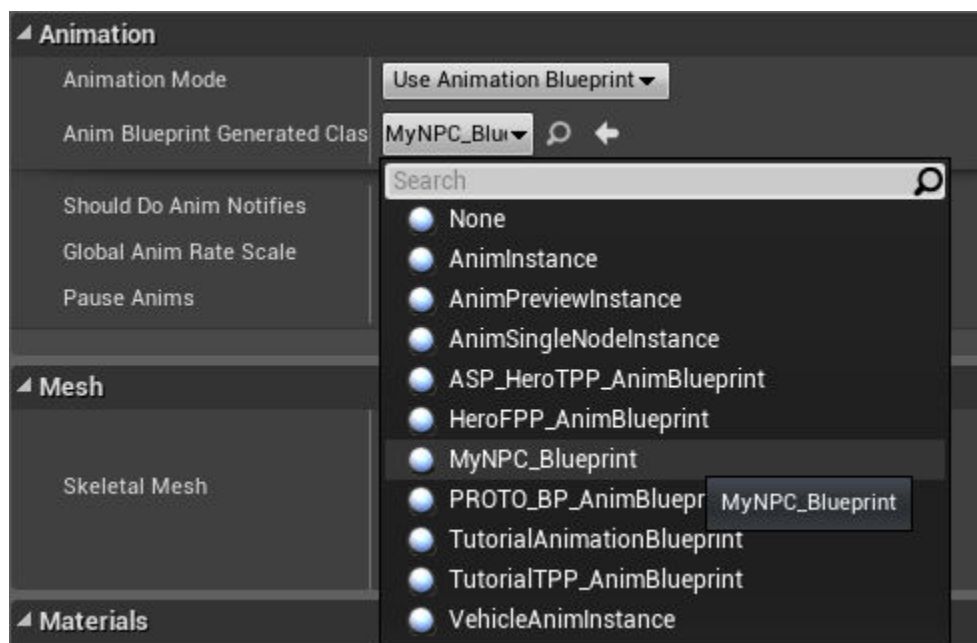 Animation
Animation Mode
Use Animation Blueprint
Anim Blueprint Generated Clas
MyNPC_Blu
Search
Should Do Anim Notifies
Global Anim Rate Scale
Pause Anims
None
AnimInstance
AnimPreviewInstance
AnimSingleNodeInstance
ASP_HeroTPP_AnimBlueprint
HeroFPP_AnimBlueprint
MyNPC_Blueprint
PROTO_BP_AnimBluepr
MyNPC_Blueprint
TutorialAnimationBlueprint
TutorialTPP_AnimBlueprint
VehicleAnimInstance
Mesh
Skeletal Mesh
Materials